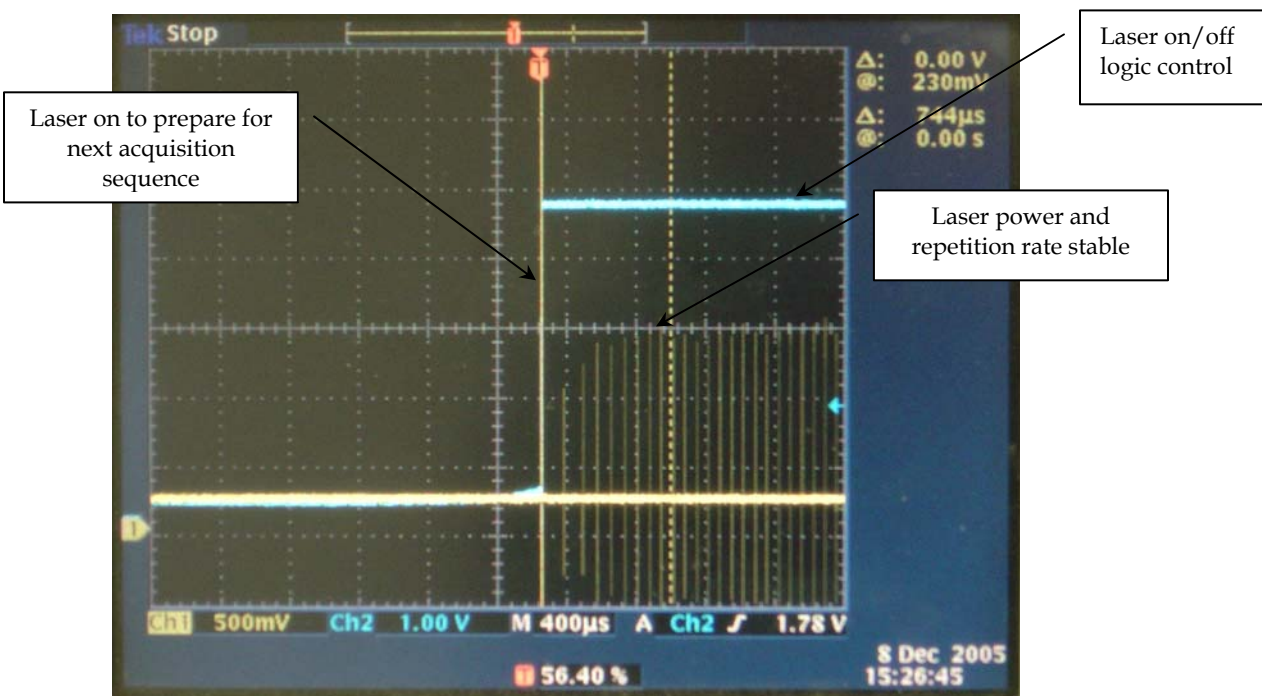 Tek Stop
T
T
Δ: 0.00 V
@: 230mV
Δ: 744µs
@: 0.00 s
Laser on/off
logic control
Laser on to prepare for
next acquisition
sequence
Laser power and
repetition rate stable
1
Ch1 500mV Ch2 1.00 V M 400µs A Ch2 ƒ 1.78 V
T 56.40 %
8 Dec 2005
15:26:45